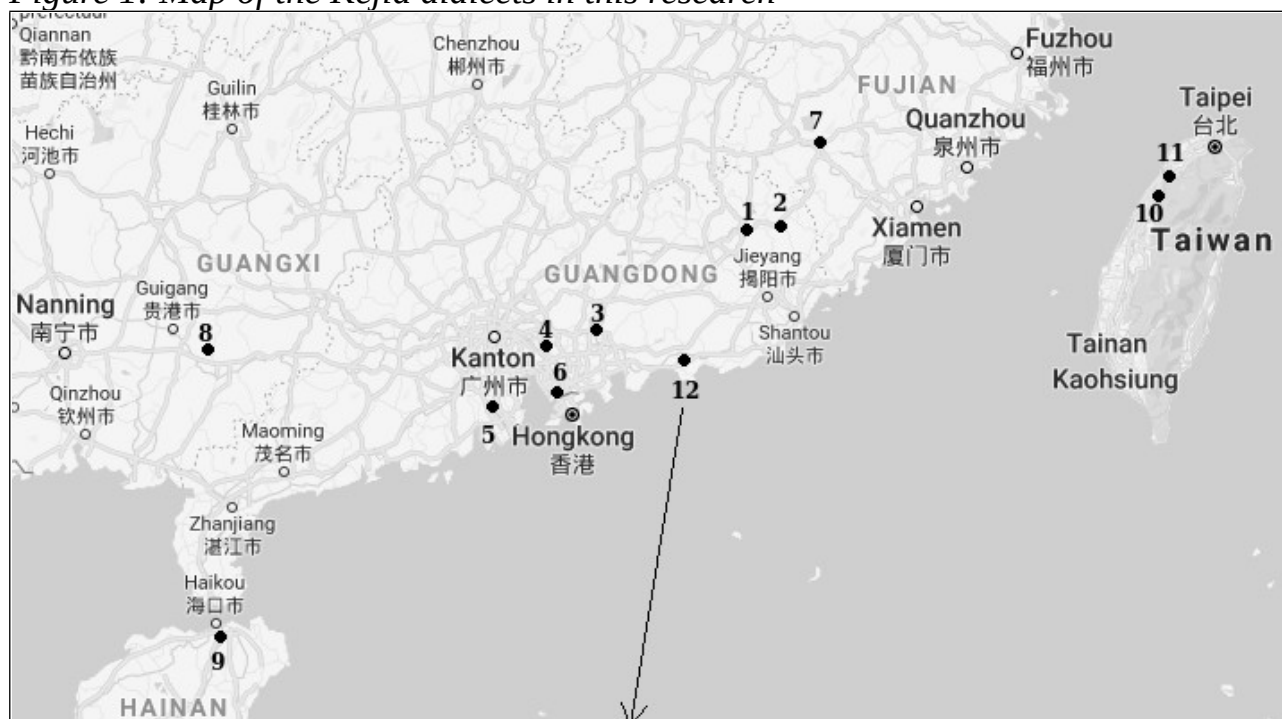 Figure 1: Map of the Kejia dialects in this research
Qiannan
黔南布依族
苗族自治州
Chenzhou
郴州市
Fuzhou
福州市
Guilin
桂林市
FUJIAN
Taipei
台北
Hechi
河池市
7
Quanzhou
泉州市
11
10
1
2
Xiamen
厦门市
Taiwan
GUANGXI
GUANGDONG
Jieyang
揭阳市
Guigang
贵港市
Nanning
南宁市
8
3
4
Shantou
汕头市
Kanton
广州市
Tainan
Kaohsiung
6
12
Qinzhou
钦州市
5
Hongkong
香港
Maoming
茂名市
Zhanjiang
湛江市
Haikou
海口市
9
HAINAN